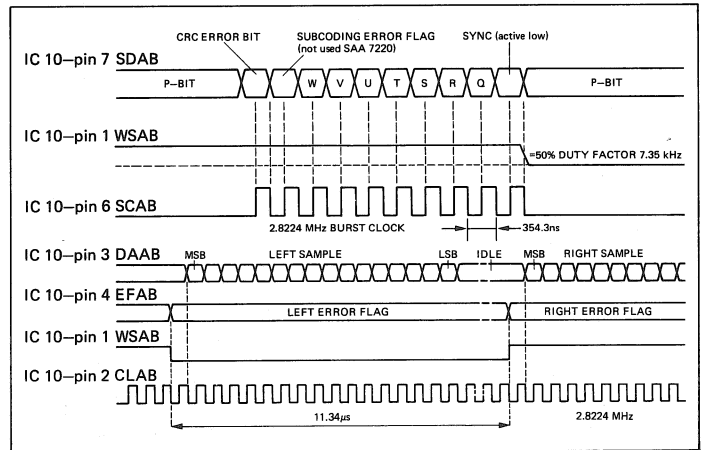 CRC ERROR BIT
SUBCODING ERROR FLAG
(not used SAA 7220)
SYNC (active low)
IC 10-pin 7 SDAB
P-BIT
W V U T S R Q
P-BIT
IC 10-pin 1 WSAB
=50% DUTY FACTOR 7.35 kHz
IC 10-pin 6 SCAB
2.8224 MHz BURST CLOCK
354.3ns
IC 10-pin 3 DAAB
MSB
LEFT SAMPLE
LSB
IDLE
MSB
RIGHT SAMPLE
IC 10-pin 4 EFAB
LEFT ERROR FLAG
RIGHT ERROR FLAG
IC 10-pin 1 WSAB
IC 10-pin 2 CLAB
11.34µs
2.8224 MHz